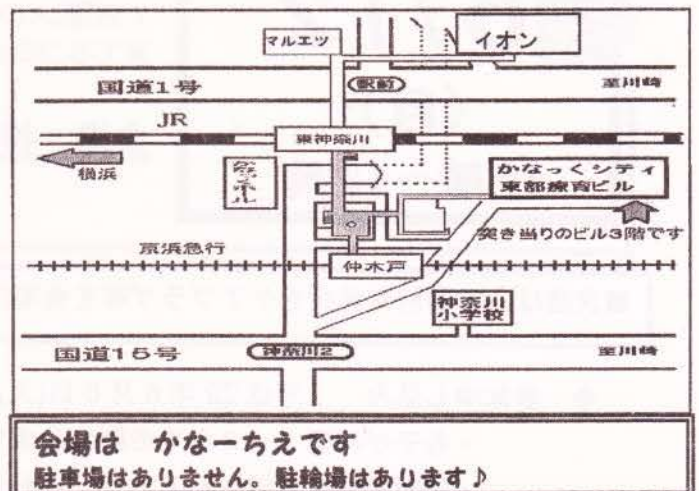 マルエツ
イオン
国道1号
駅前
至川崎
JR
東神奈川
横浜
かなっくシティ
東部療育ビル
突き当りのビル3階です
京浜急行
仲木戸
神奈川
小学校
国道15号
神奈川2
至川崎
会場は かなーちえです
駐車場はありません。駐輪場はあります♪